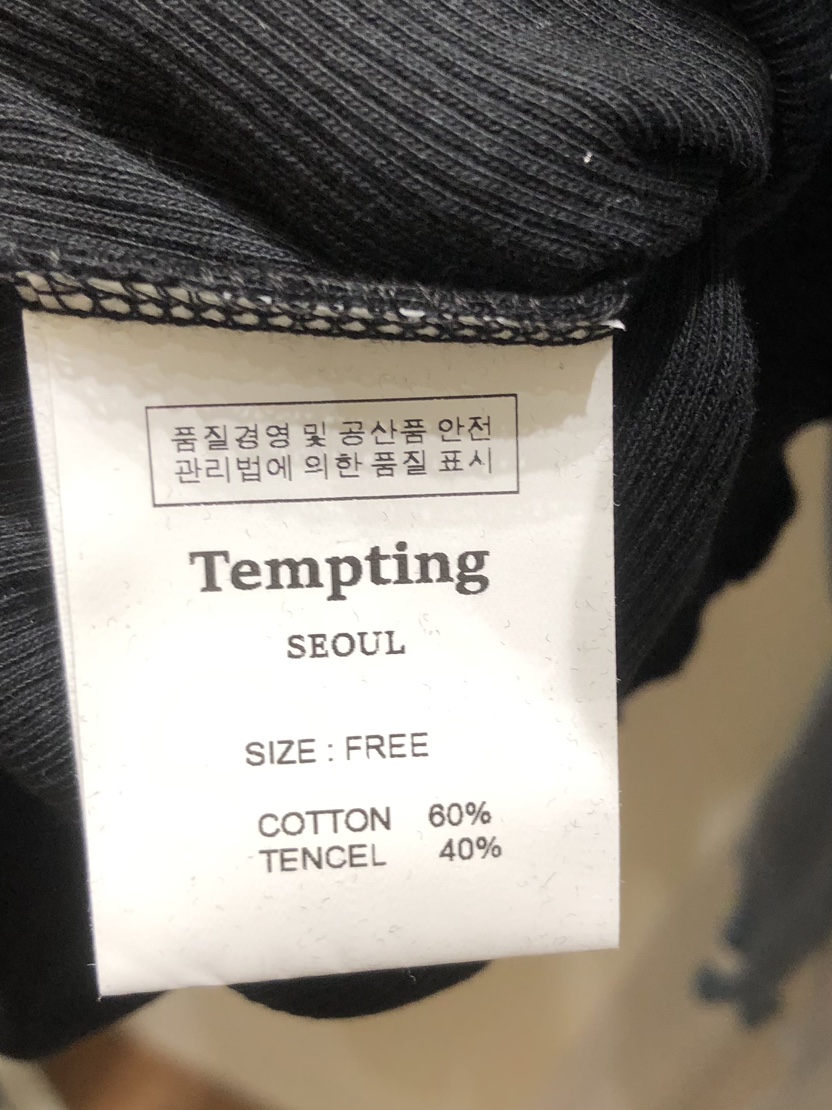 품질경영 및 공산품 안전
관리법에 의한 품질 표시
Tempting
SEOUL
SIZE : FREE
COTTON 60%
TENCEL 40%